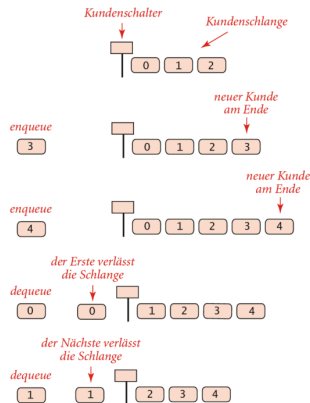 Kundenschalter
Kundenschlange
0 1 2
neuer Kunde
am Ende
enqueue
3
0 1 2 3
neuer Kunde
am Ende
enqueue
4
0 1 2 3 4
der Erste verlässt
die Schlange
dequeue
0
0
1 2 3 4
der Nächste verlässt
die Schlange
dequeue
1
1
2 3 4